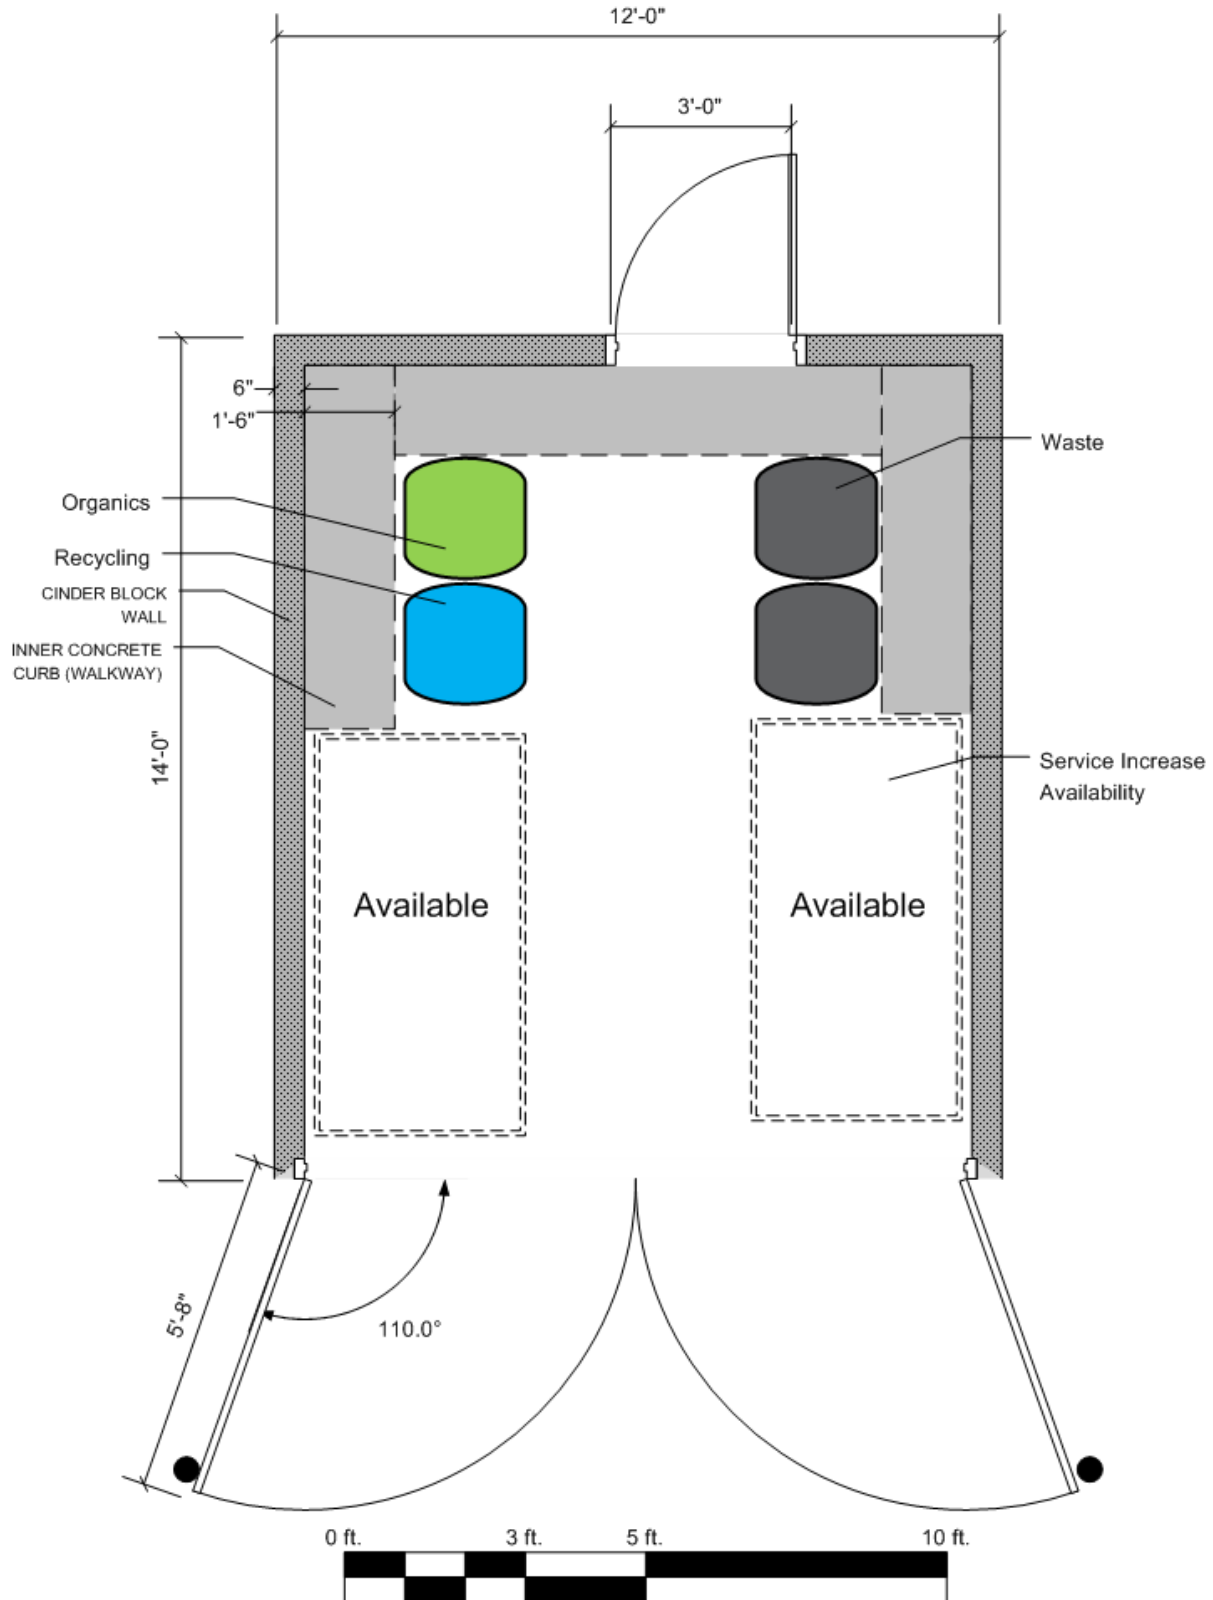 12'-0"
3'-0"
6"
1'-6"
Waste
Organics
Recycling
CINDER BLOCK
WALL
INNER CONCRETE
CURB (WALKWAY)
14'-0"
Service Increase
Availability
Available
Available
5'-8"
110.0°
0 ft.
3 ft.
5 ft.
10 ft.